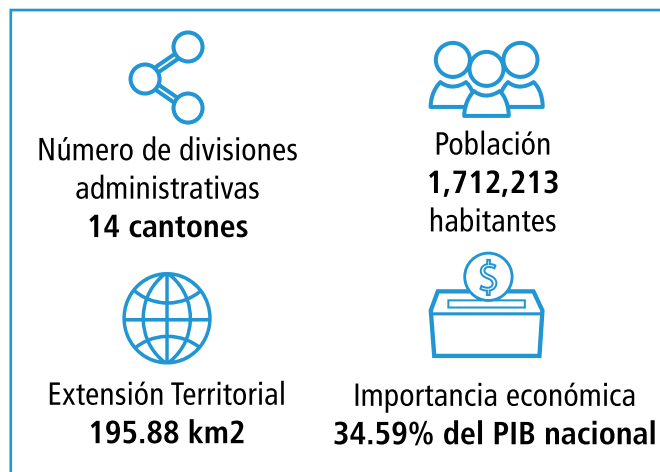 Número de divisiones
administrativas
14 cantones
Población
1,712,213
habitantes
Extensión Territorial
195.88 km2
$
Importancia económica
34.59% del PIB nacional